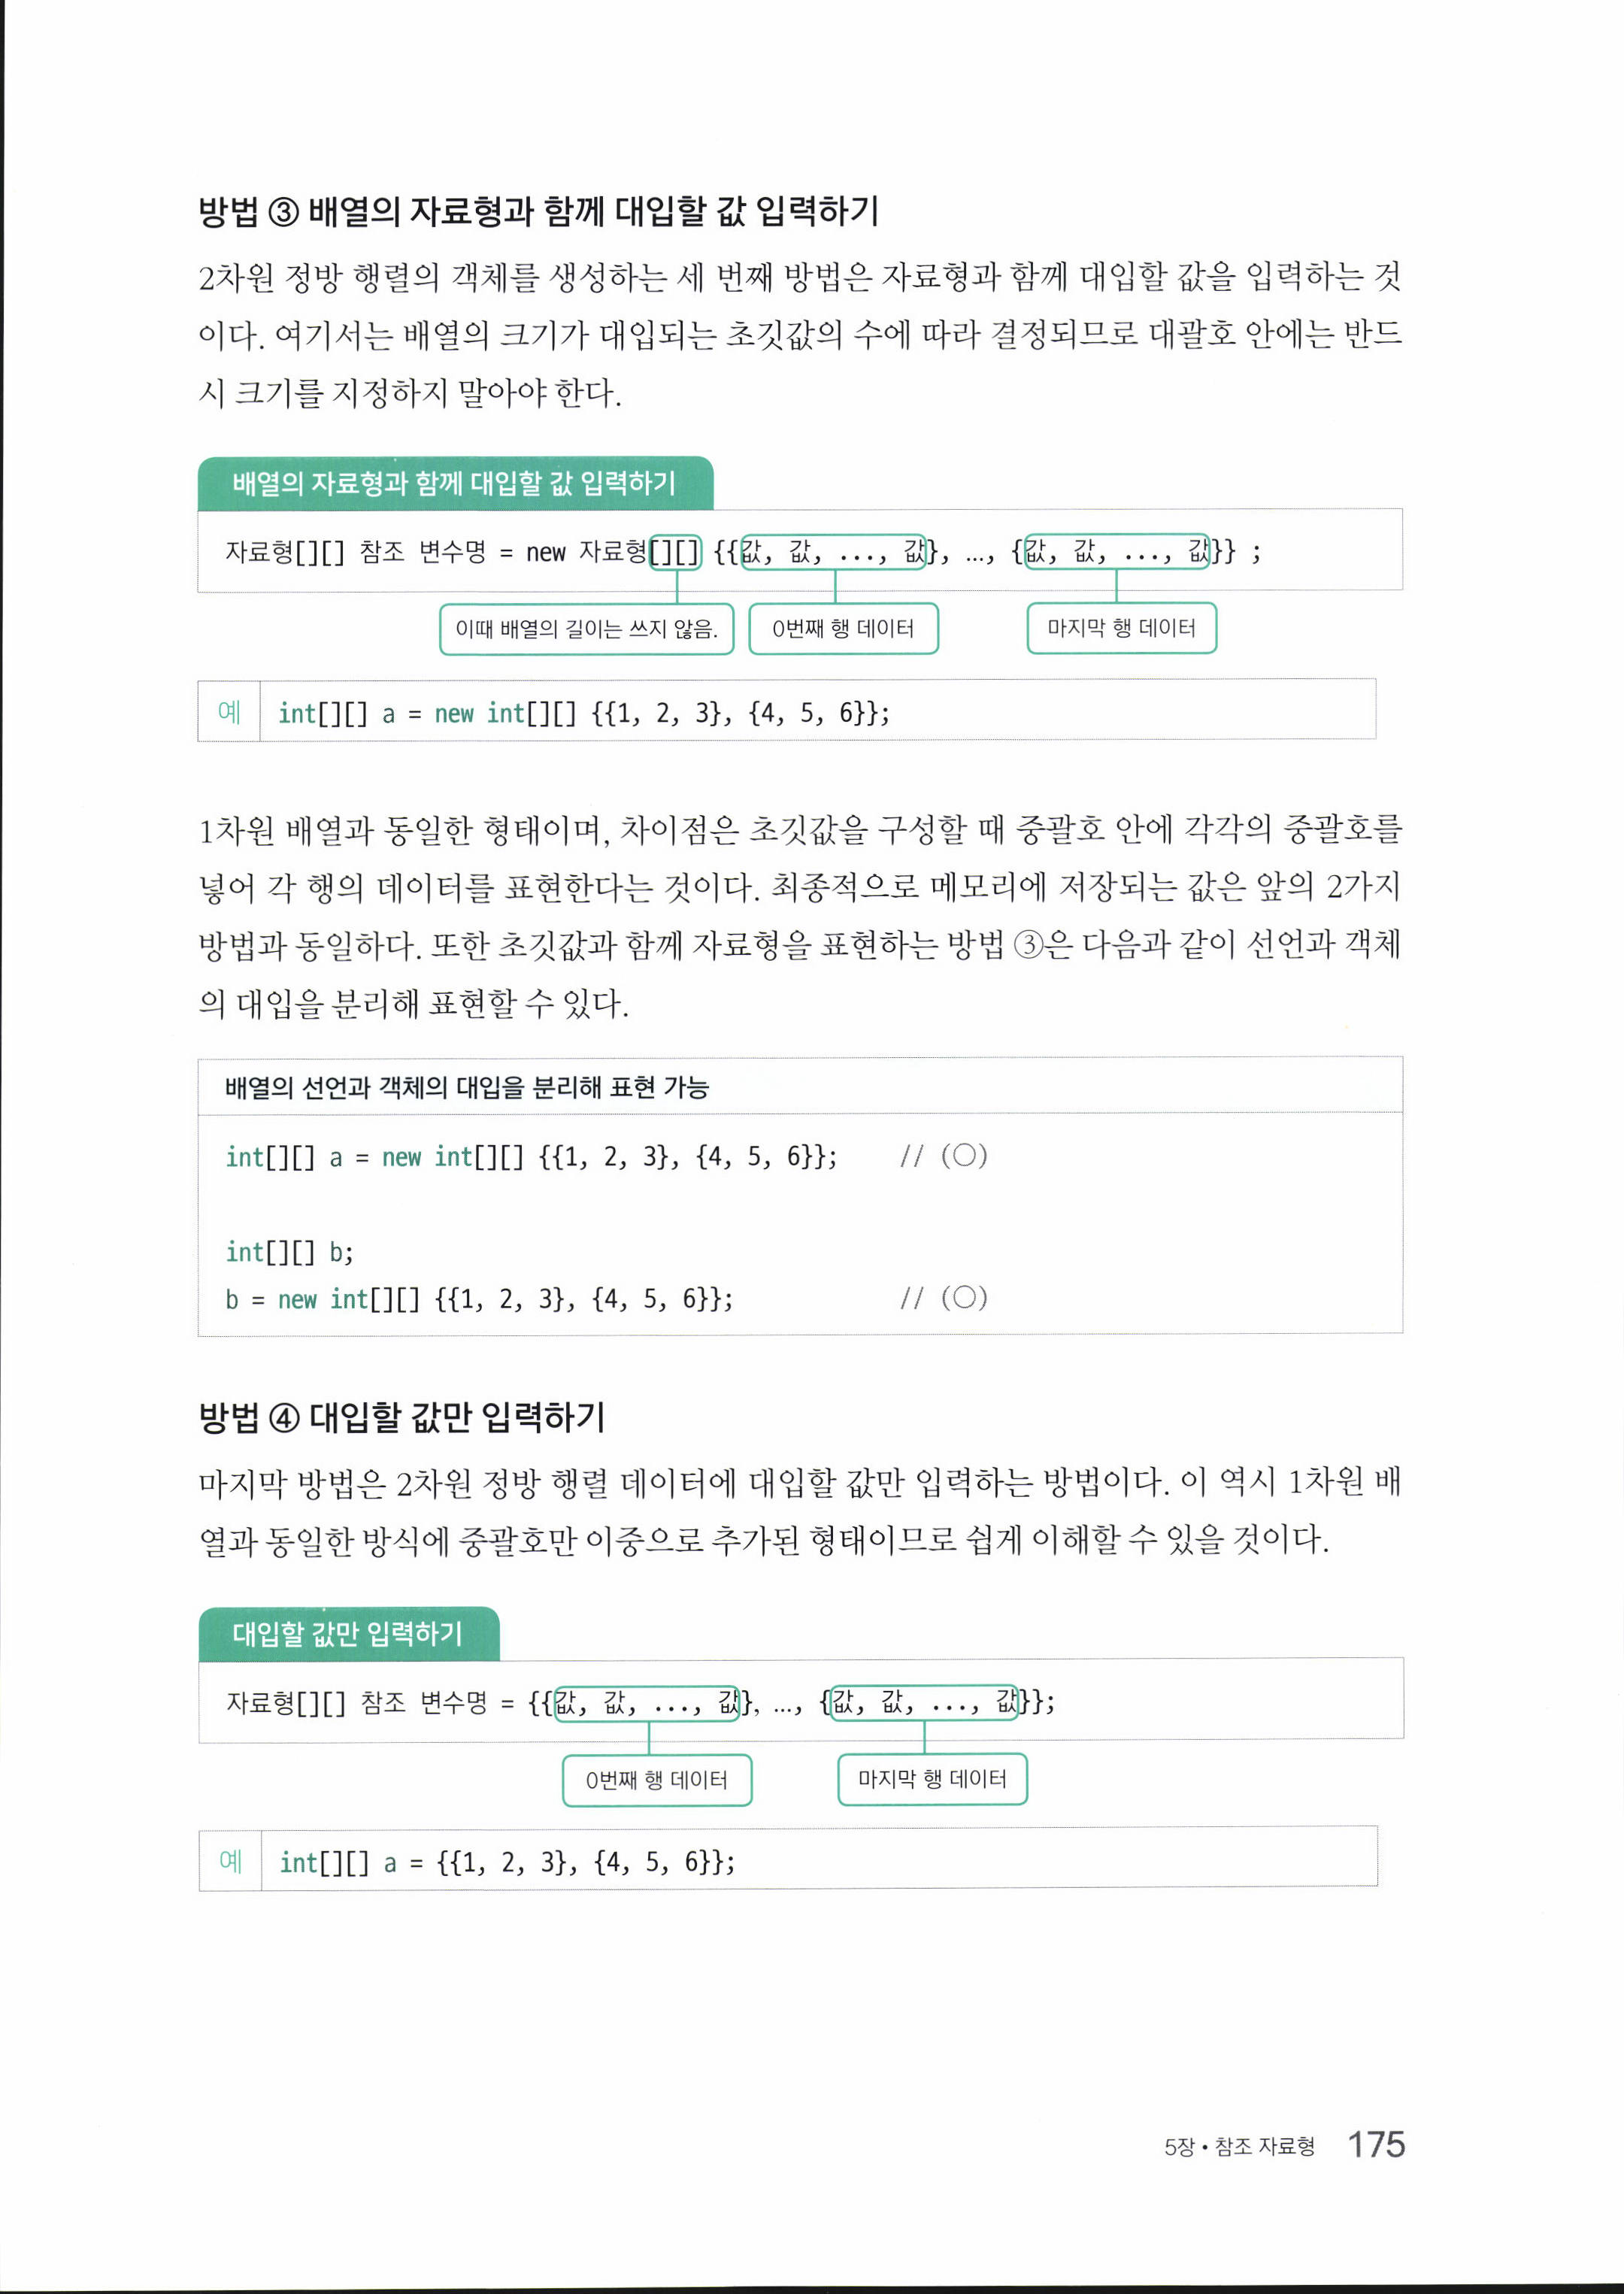 방법 ③ 배열의 자료형과 함께 대입할 값 입력하기
2차원 정방 행렬의 객체를 생성하는 세 번째 방법은 자료형과 함께 대입할 값을 입력하는 것
이다. 여기서는 배열의 크기가 대입되는 초깃값의 수에 따라 결정되므로 대괄호 안에는 반드
시 크기를 지정하지 말아야 한다.
배열의 자료형과 함께 대입할 값 입력하기
자료형[][] 참조 변수명 = new 자료형[][] {{값, 값, ..., 값}, ..., {값, 값, ..., 값}} ;
이때 배열의 길이는 쓰지 않음. 0번째 행 데이터 마지막 행 데이터
예 int[][] a = new int[][] {{1, 2, 3}, {4, 5, 6}};
1차원 배열과 동일한 형태이며, 차이점은 초깃값을 구성할 때 중괄호 안에 각각의 중괄호를
넣어 각 행의 데이터를 표현한다는 것이다. 최종적으로 메모리에 저장되는 값은 앞의 2가지
방법과 동일하다. 또한 초깃값과 함께 자료형을 표현하는 방법 ③은 다음과 같이 선언과 객체
의 대입을 분리해 표현할 수 있다.
배열의 선언과 객체의 대입을 분리해 표현 가능
int[][] a = new int[][] {{1, 2, 3}, {4, 5, 6}}; // (○)
int[][] b;
b = new int[][] {{1, 2, 3}, {4, 5, 6}}; // (○)
방법 ④ 대입할 값만 입력하기
마지막 방법은 2차원 정방 행렬 데이터에 대입할 값만 입력하는 방법이다. 이 역시 1차원 배
열과 동일한 방식에 중괄호만 이중으로 추가된 형태이므로 쉽게 이해할 수 있을 것이다.
대입할 값만 입력하기
자료형[][] 참조 변수명 = {{값, 값, ..., 값}, ..., {값, 값, ..., 값}};
0번째 행 데이터 마지막 행 데이터
예 int[][] a = {{1, 2, 3}, {4, 5, 6}};
5장 • 참조 자료형 175